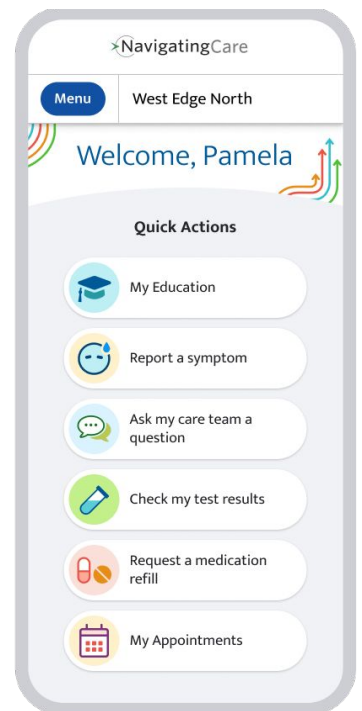 NavigatingCare
Menu
West Edge North
Welcome, Pamela
Quick Actions
My Education
Report a symptom
Ask my care team a
question
Check my test results
Request a medication
refill
My Appointments